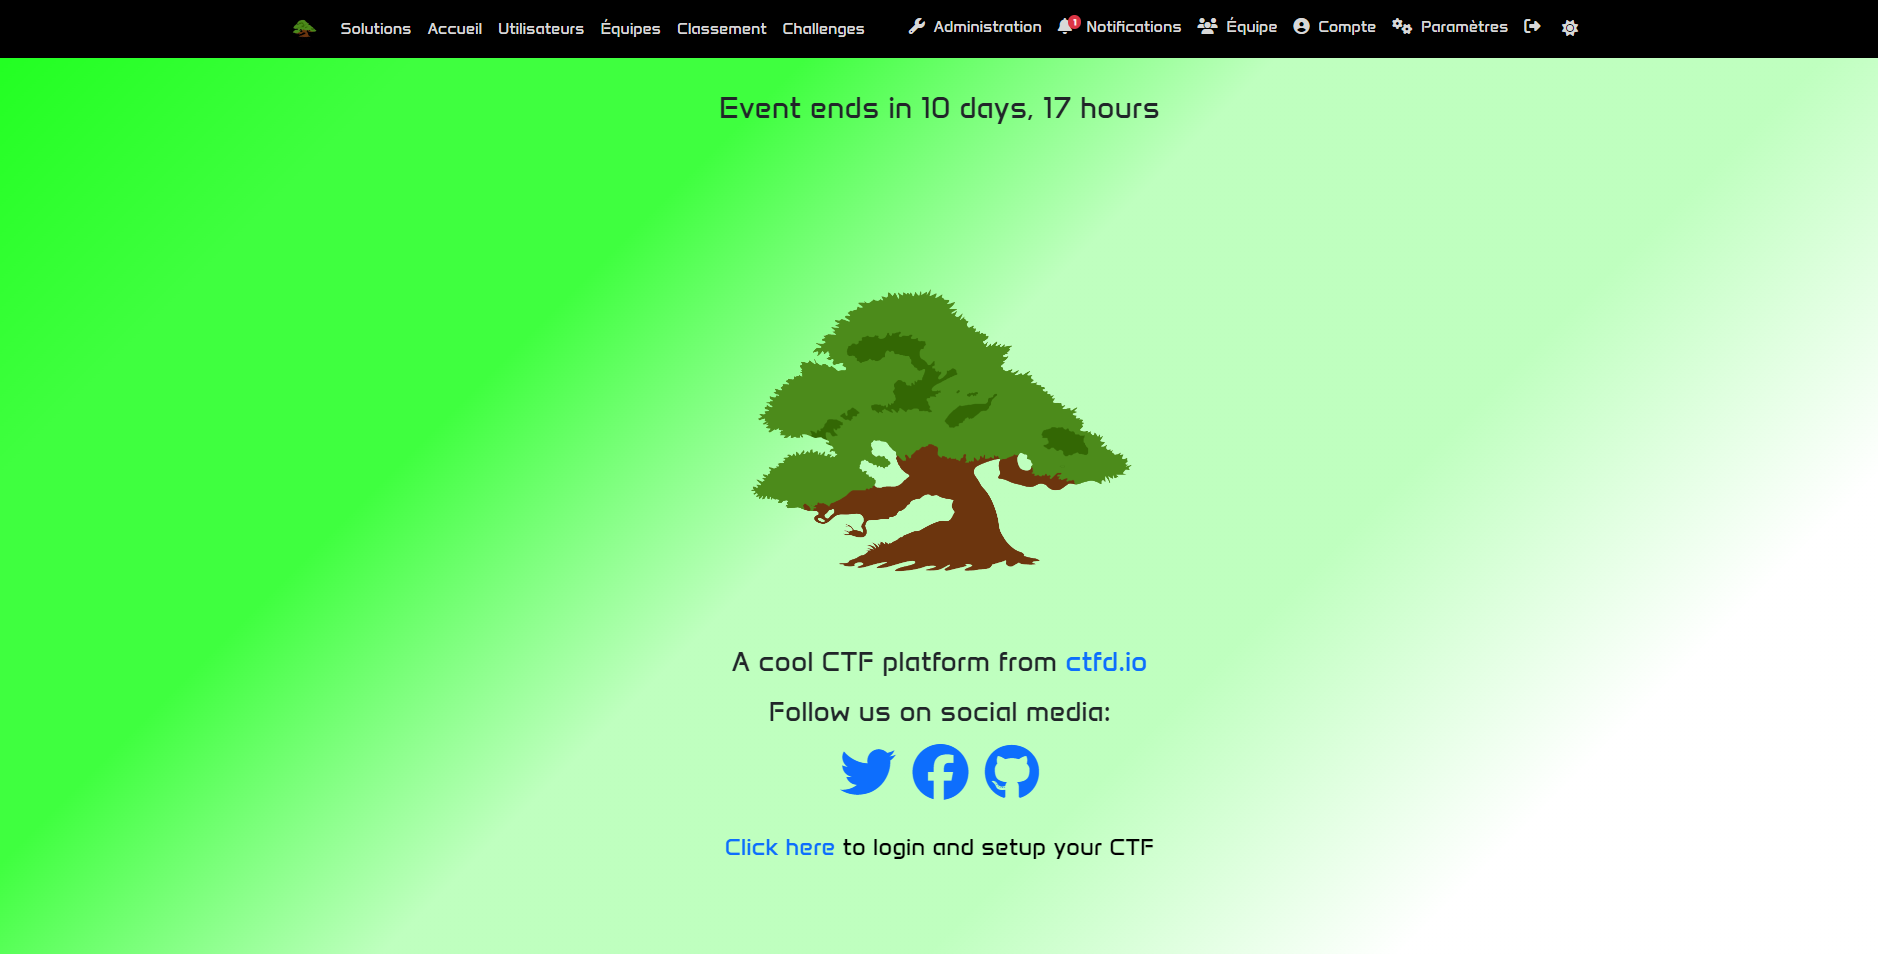 Solutions Accueil Utilisateurs Équipes Classement Challenges Administration 1 Notifications Équipe Compte Paramètres
Event ends in 10 days, 17 hours
A cool CTF platform from ctfd.io
Follow us on social media:
Click here to login and setup your CTF